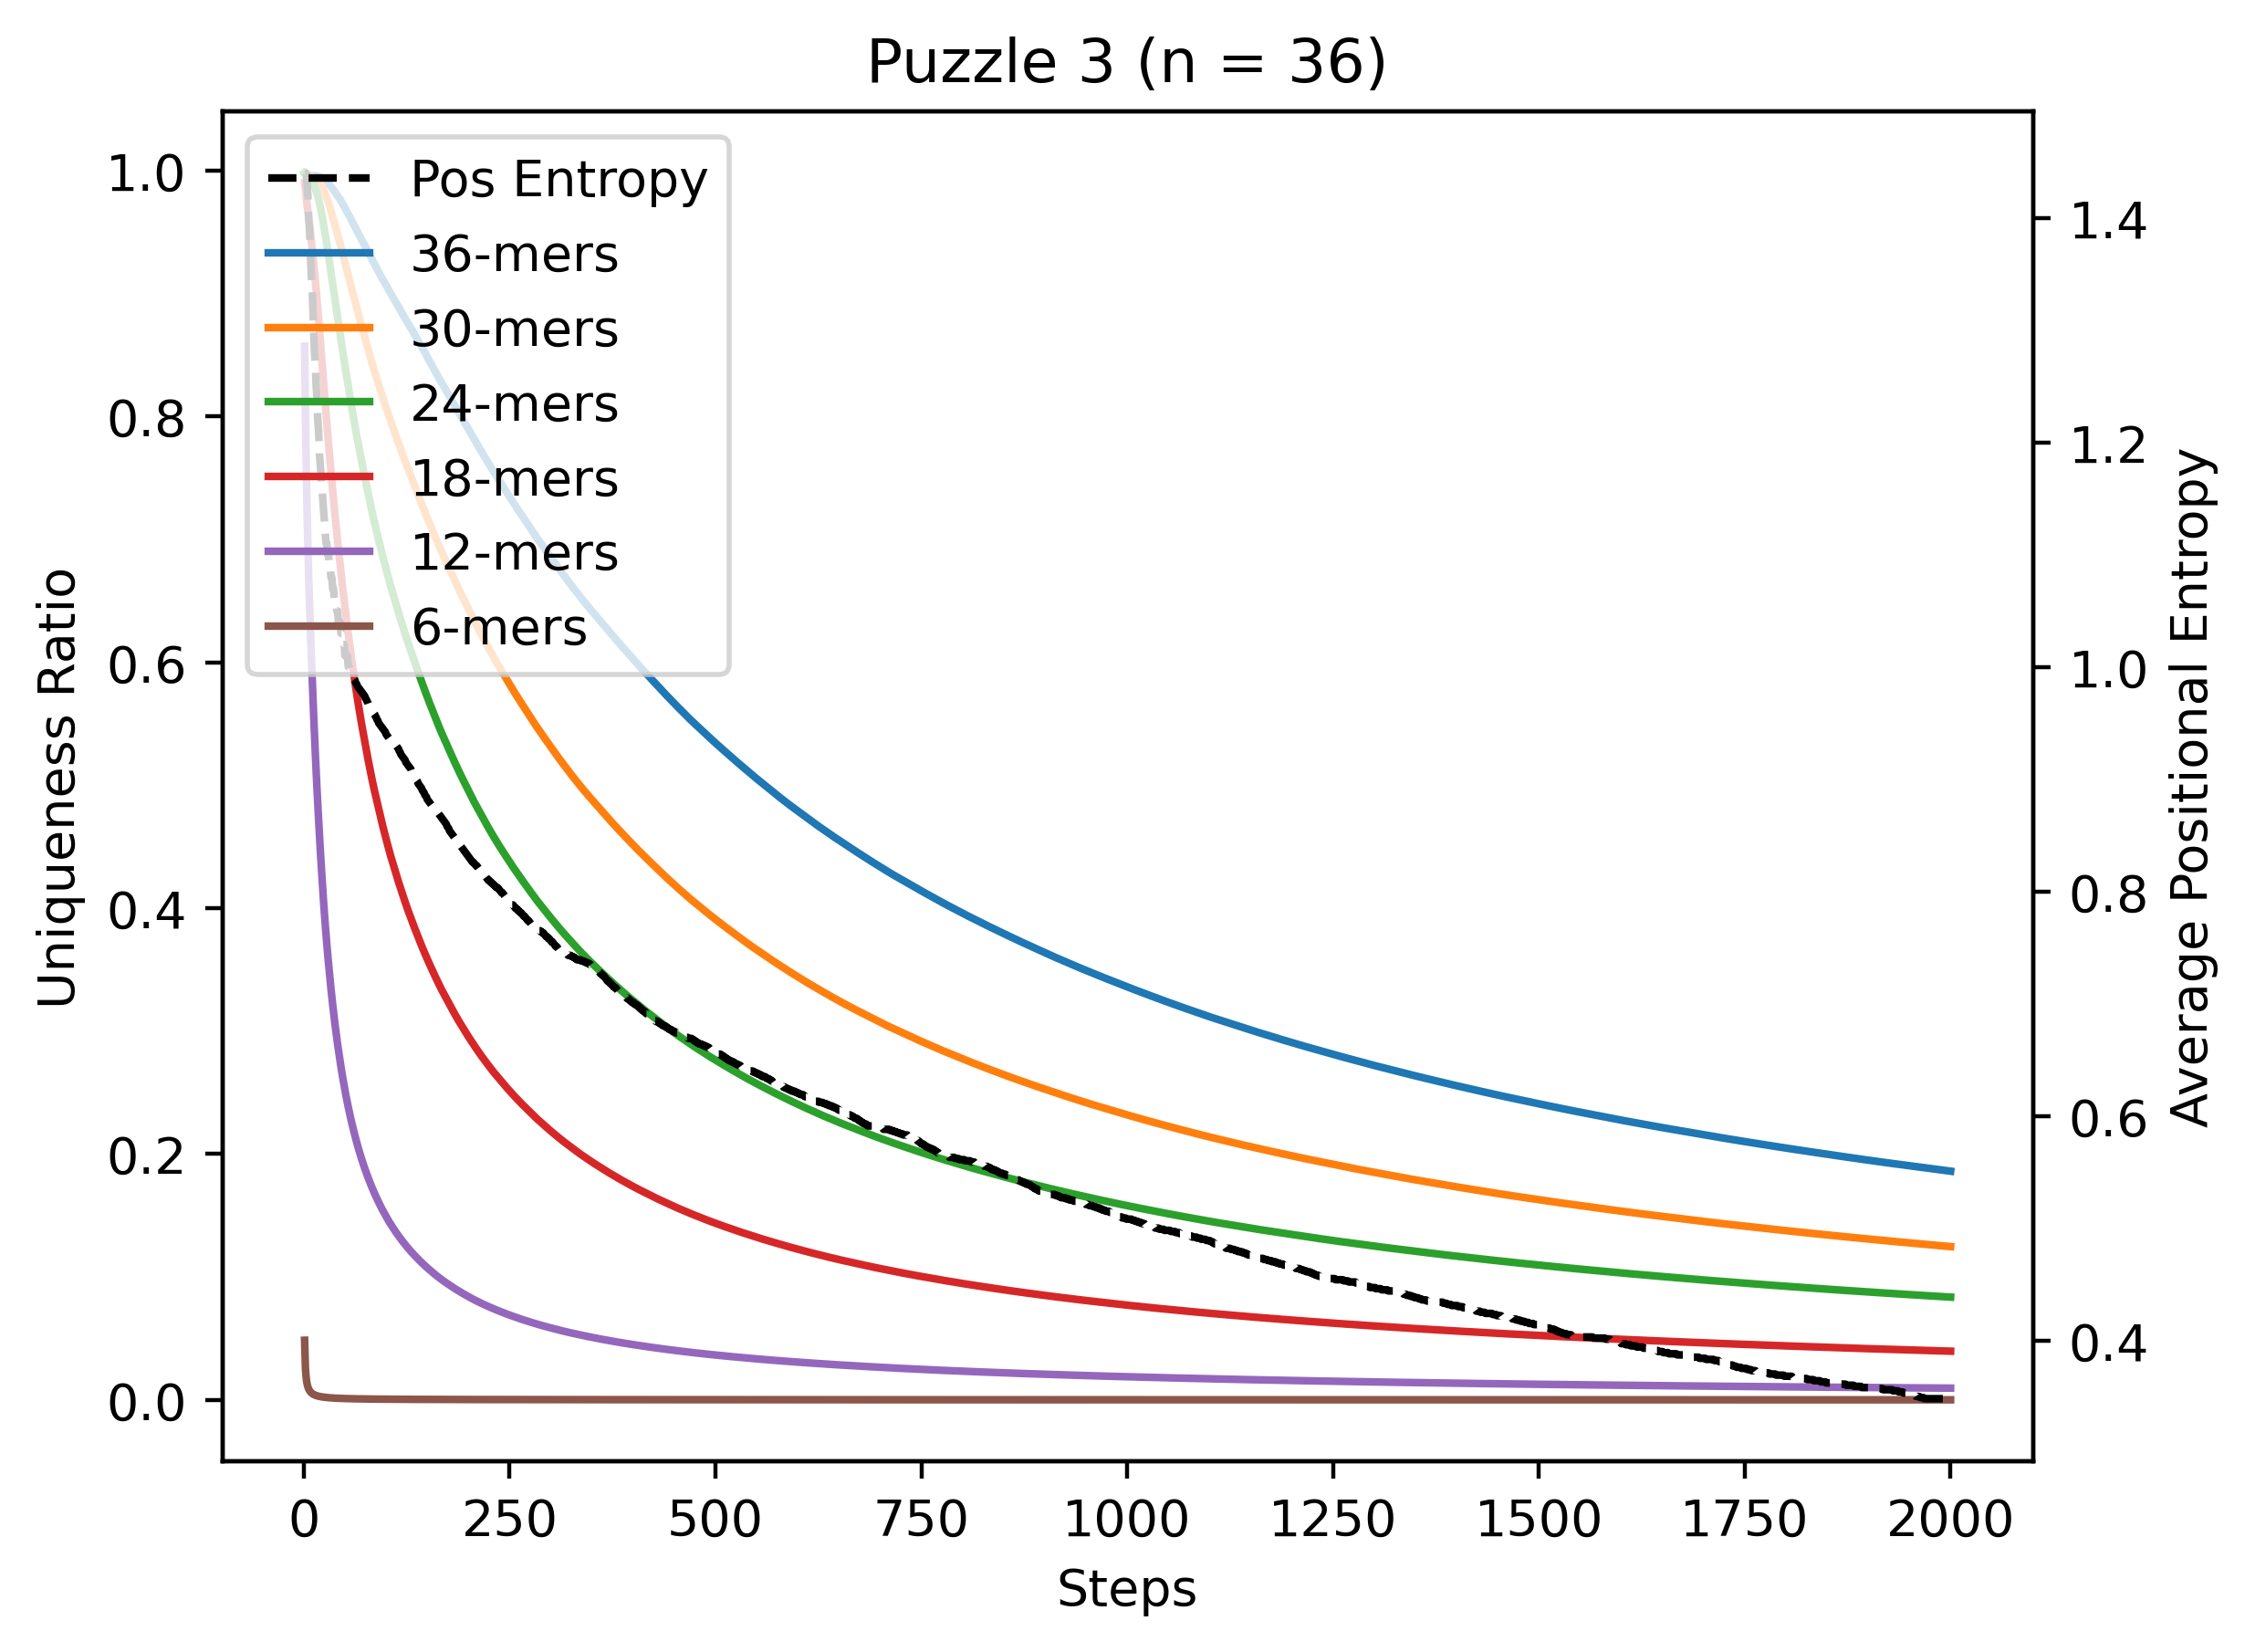 Puzzle 3 (n = 36)
Pos Entropy
36-mers
30-mers
24-mers
18-mers
12-mers
6-mers
1.0
0.8
0.6
0.4
0.2
0.0
Uniqueness Ratio
1.4
1.2
1.0
0.8
0.6
0.4
Average Positional Entropy
0 250 500 750 1000 1250 1500 1750 2000
Steps